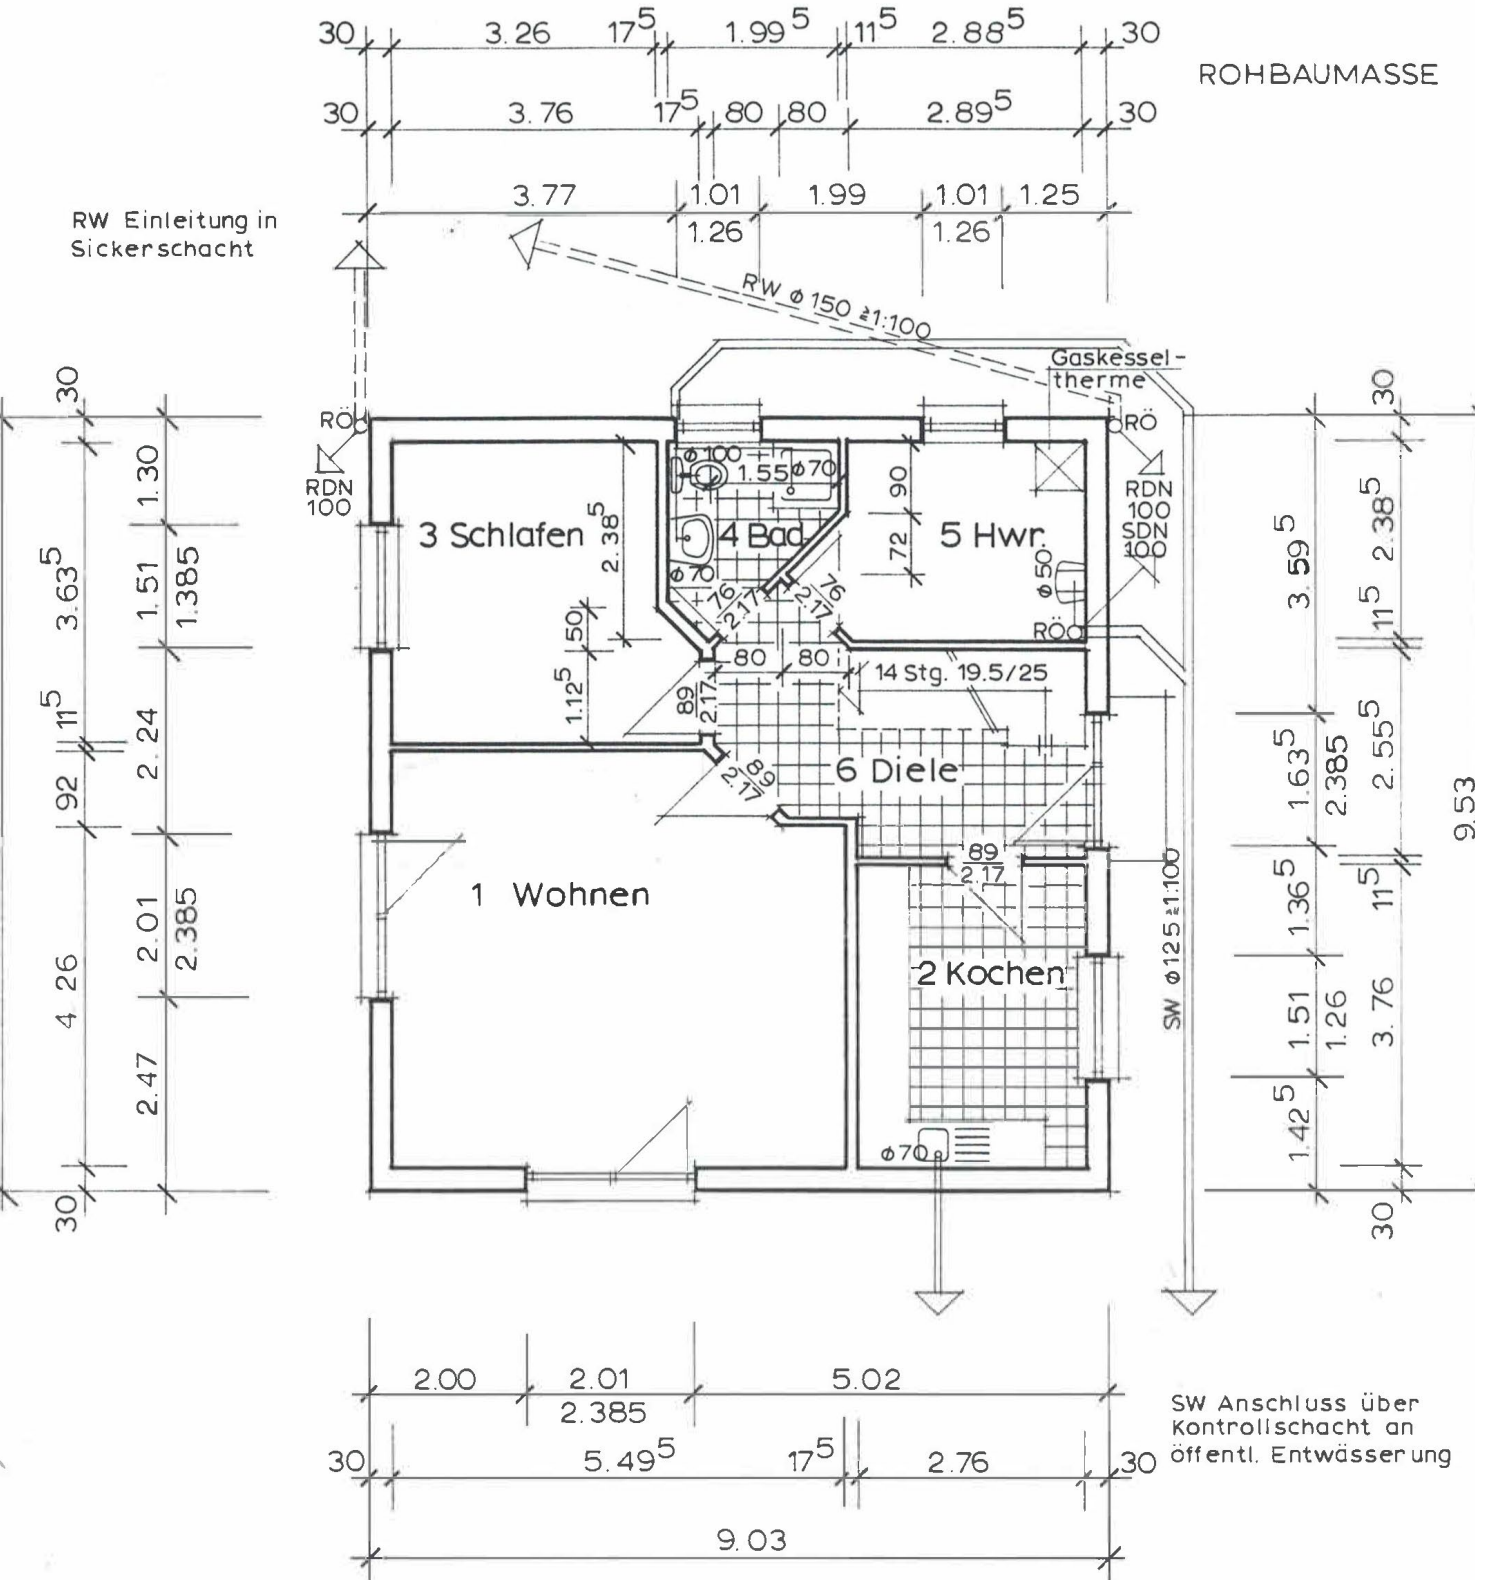 30 3.26 17⁵ 1.99⁵ 11⁵ 2.88⁵ 30
ROHBAUMASSE
30 3.76 17⁵ 80 80 2.89⁵ 30
3.77 1.01 1.99 1.01 1.25
1.26 1.26
RW Einleitung in
Sickerschacht
RW ⌀ 150 ≥1:100
Gaskessel-
therme
RÖ
RÖ
RDN
100
RDN
100
SDN
100
30
3.63⁵
11⁵
92
4 26
30
1.30
1.51
1.385
2.24
2.01
2.385
2.47
3 Schlafen
2.38⁵
50
1.12⁵
⌀ 100
1.55
⌀70
4 Bad
⌀ 70
76
2.17
76
2.17
90
72
5 Hwr.
⌀50
RÖ
80 80
14 Stg. 19.5/25
89
2.17
89
2.17
6 Diele
89
2.17
1 Wohnen
2 Kochen
⌀70
SW ⌀125 ≥1:100
3.59⁵
1.63⁵
2.385
1.36⁵
1.51
1.26
1.42⁵
30
2.38⁵
11⁵
2.55⁵
11⁵
3.76
30
9.53
2.00 2.01 5.02
2.385
30 5.49⁵ 17⁵ 2.76 30
9.03
SW Anschluss über
Kontrollschacht an
öffentl. Entwässerung